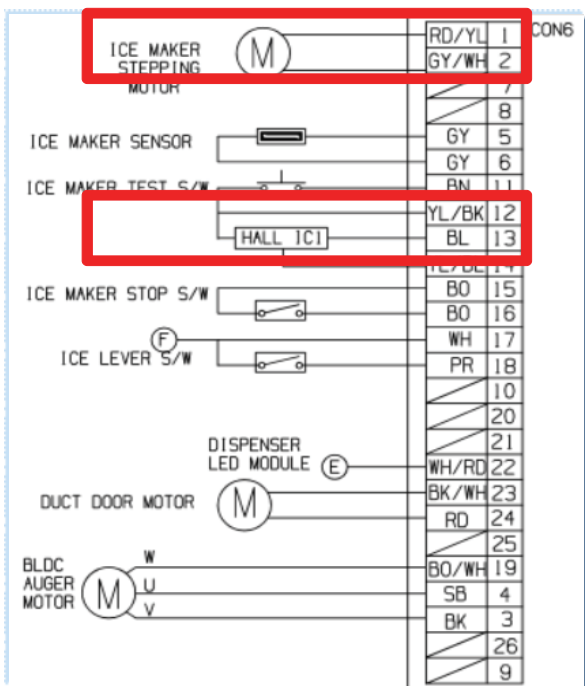 CON6
ICE MAKER
STEPPING
MOTOR
M
RD/YL 1
GY/WH 2
7
8
ICE MAKER SENSOR
GY 5
GY 6
ICE MAKER TEST S/W
BN 11
YL/BK 12
HALL IC1
BL 13
YL/BL 14
ICE MAKER STOP S/W
BO 15
BO 16
F
WH 17
ICE LEVER S/W
PR 18
10
20
21
DISPENSER
LED MODULE E
WH/RD 22
DUCT DOOR MOTOR
M
BK/WH 23
RD 24
25
BLDC
AUGER
MOTOR
M
W
BO/WH 19
U
SB 4
V
BK 3
26
9